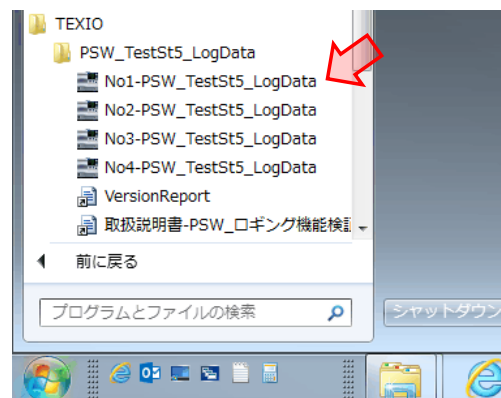 TEXIO
PSW_TestSt5_LogData
No1-PSW_TestSt5_LogData
No2-PSW_TestSt5_LogData
No3-PSW_TestSt5_LogData
No4-PSW_TestSt5_LogData
VersionReport
取扱説明書-PSW_ロギング機能検証
前に戻る
プログラムとファイルの検索
シャットダウン